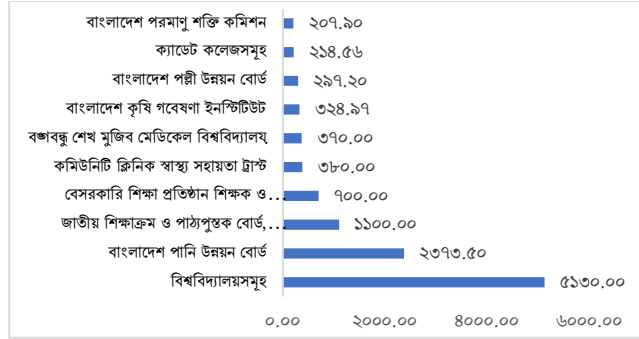 বাংলাদেশ পরমাণু শক্তি কমিশন ২০৭.৯০
ক্যাডেট কলেজসমূহ ২১৪.৫৬
বাংলাদেশ পল্লী উন্নয়ন বোর্ড ২৯৭.২০
বাংলাদেশ কৃষি গবেষণা ইনস্টিটিউট ৩২৪.৯৭
বঙ্গবন্ধু শেখ মুজিব মেডিকেল বিশ্ববিদ্যালয় ৩৭০.০০
কমিউনিটি ক্লিনিক স্বাস্থ্য সহায়তা ট্রাস্ট ৩৮০.০০
বেসরকারি শিক্ষা প্রতিষ্ঠান শিক্ষক ও... ৭০০.০০
জাতীয় শিক্ষাক্রম ও পাঠ্যপুস্তক বোর্ড,... ১১০০.০০
বাংলাদেশ পানি উন্নয়ন বোর্ড ২৩৭৩.৫০
বিশ্ববিদ্যালয়সমূহ ৫১৩০.০০
০.০০ ২০০০.০০ ৪০০০.০০ ৬০০০.০০